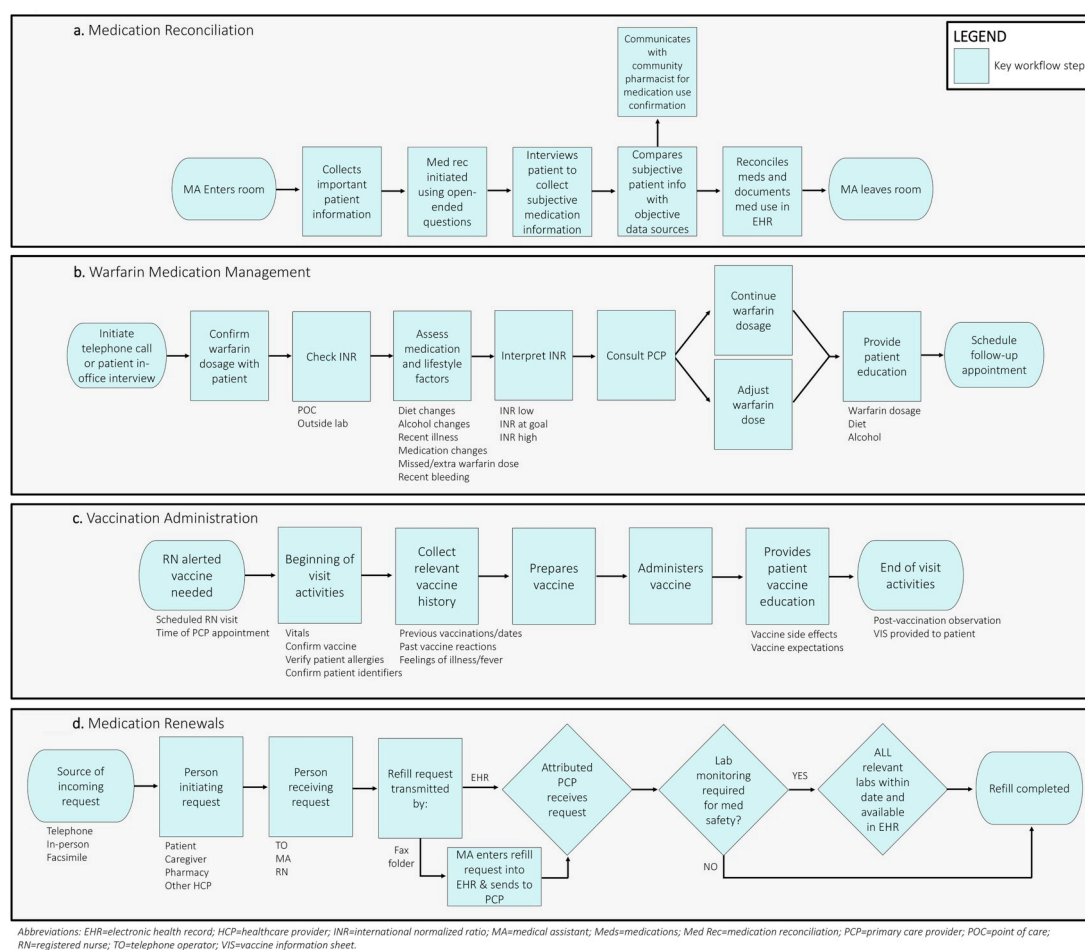 a. Medication Reconciliation
LEGEND
Key workflow step
MA Enters room
Collects
important
patient
information
Med rec
initiated
using open-
ended
questions
Interviews
patient to
collect
subjective
medication
information
Communicates
with
community
pharmacist for
medication use
confirmation
Compares
subjective
patient info
with
objective
data sources
Reconciles
meds and
documents
med use in
EHR
MA leaves room
b. Warfarin Medication Management
Initiate
telephone call
or patient in-
office interview
Confirm
warfarin
dosage with
patient
Check INR
POC
Outside lab
Assess
medication
and lifestyle
factors
Diet changes
Alcohol changes
Recent illness
Medication changes
Missed/extra warfarin dose
Recent bleeding
Interpret INR
INR low
INR at goal
INR high
Consult PCP
Continue
warfarin
dosage
Adjust
warfarin
dose
Provide
patient
education
Warfarin dosage
Diet
Alcohol
Schedule
follow-up
appointment
c. Vaccination Administration
RN alerted
vaccine
needed
Scheduled RN visit
Time of PCP appointment
Beginning of
visit
activities
Vitals
Confirm vaccine
Verify patient allergies
Confirm patient identifiers
Collect
relevant
vaccine
history
Previous vaccinations/dates
Past vaccine reactions
Feelings of illness/fever
Prepares
vaccine
Administers
vaccine
Provides
patient
vaccine
education
Vaccine side effects
Vaccine expectations
End of visit
activities
Post-vaccination observation
VIS provided to patient
d. Medication Renewals
Source of
incoming
request
Telephone
In-person
Facsimile
Person
initiating
request
Patient
Caregiver
Pharmacy
Other HCP
Person
receiving
request
TO
MA
RN
Refill request
transmitted
by:
EHR
Fax
folder
MA enters refill
request into
EHR & sends to
PCP
Attributed
PCP
receives
request
Lab
monitoring
required
for med
safety?
YES
NO
ALL
relevant
labs within
date and
available
in EHR
Refill completed
Abbreviations: EHR=electronic health record; HCP=healthcare provider; INR=international normalized ratio; MA=medical assistant; Meds=medications; Med Rec=medication reconciliation; PCP=primary care provider; POC=point of care;
RN=registered nurse; TO=telephone operator; VIS=vaccine information sheet.